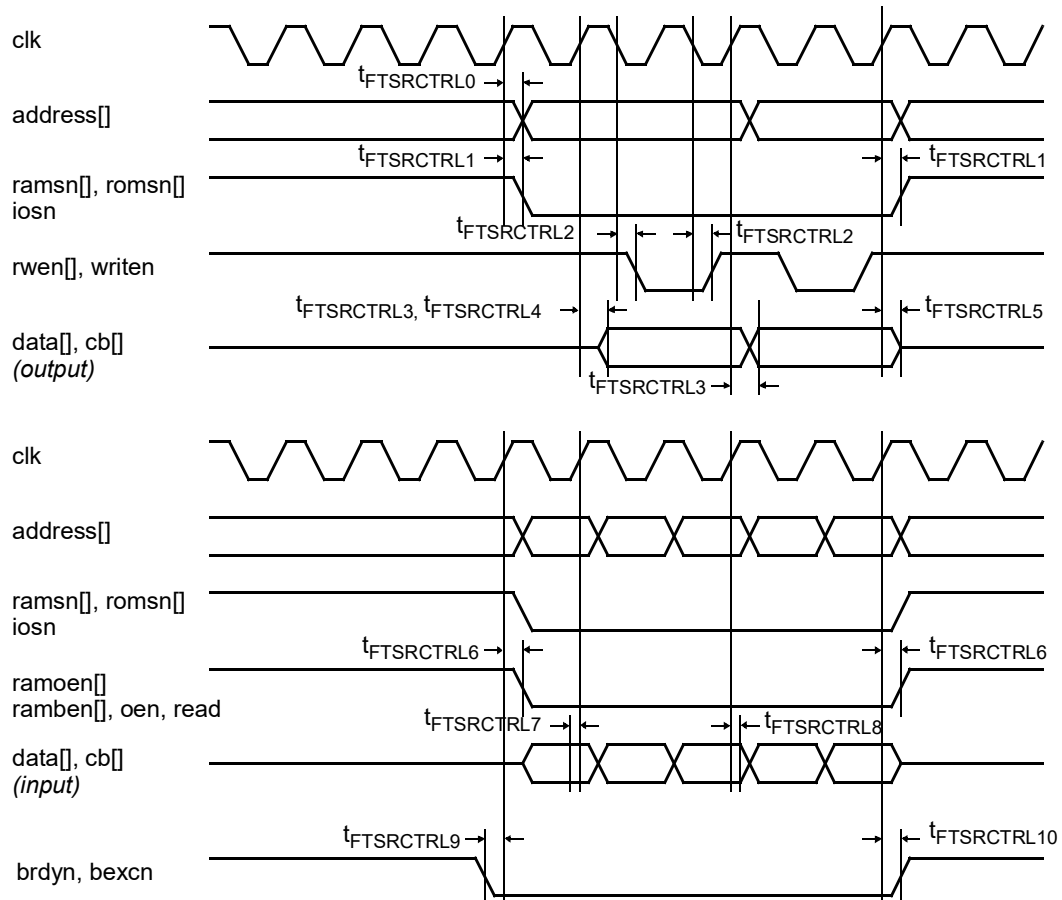 clk
tFTSRCTRL0
address[]
tFTSRCTRL1 tFTSRCTRL1
ramsn[], romsn[]
iosn
tFTSRCTRL2 tFTSRCTRL2
rwen[], writen
tFTSRCTRL3, tFTSRCTRL4 tFTSRCTRL5
data[], cb[]
(output)
tFTSRCTRL3
clk
address[]
ramsn[], romsn[]
iosn
tFTSRCTRL6 tFTSRCTRL6
ramoen[]
ramben[], oen, read
tFTSRCTRL7 tFTSRCTRL8
data[], cb[]
(input)
tFTSRCTRL9 tFTSRCTRL10
brdyn, bexcn